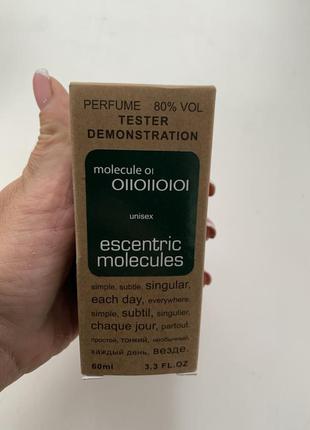 PERFUME 80% VOL
TESTER
DEMONSTRATION
molecule 01
0110110101
unisex
escentric
molecules
simple, subtle, singular,
each day, everywhere.
simple, subtil, singulier,
chaque jour, partout.
простой, тонкий, необычный,
каждый день, везде.
60ml 3.3 FL.OZ